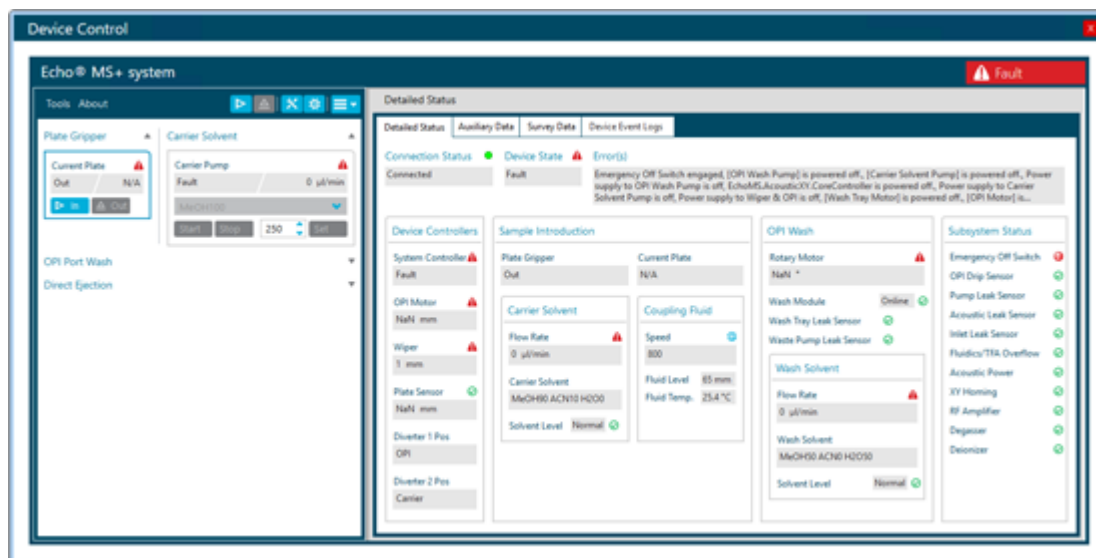 Device Control
x
Echo® MS+ system
Fault
Tools About
Plate Gripper
Carrier Solvent
Current Plate
Out N/A
In Out
Carrier Pump
Fault 0 µl/min
MeOH100
Start Stop 250 Set
OPI Port Wash
Direct Ejection
Detailed Status
Detailed Status Auxiliary Data Survey Data Device Event Logs
Connection Status Device State Error(s)
Connected
Fault
Emergency Off Switch engaged, [OPI Wash Pump] is powered off., [Carrier Solvent Pump] is powered off., Power
supply to OPI Wash Pump is off, EchoMS.AcousticXY.CoreController is powered off., Power supply to Carrier
Solvent Pump is off, Power supply to Wiper & OPI is off, [Wash Tray Motor] is powered off., [OPI Motor] is...
Device Controllers
System Controller
Fault
OPI Motor
NaN mm
Wiper
1 mm
Plate Sensor
NaN mm
Diverter 1 Pos
OPI
Diverter 2 Pos
Carrier
Sample Introduction
Plate Gripper
Out
Current Plate
N/A
Carrier Solvent
Flow Rate
0 µl/min
Carrier Solvent
MeOH90 ACN10 H2O0
Solvent Level Normal
Coupling Fluid
Speed
800
Fluid Level 65 mm
Fluid Temp. 25.4 °C
OPI Wash
Rotary Motor
NaN °
Wash Module Online
Wash Tray Leak Sensor
Waste Pump Leak Sensor
Wash Solvent
Flow Rate
0 µl/min
Wash Solvent
MeOH50 ACN0 H2O50
Solvent Level Normal
Subsystem Status
Emergency Off Switch
OPI Drip Sensor
Pump Leak Sensor
Acoustic Leak Sensor
Inlet Leak Sensor
Fluidics/TFA Overflow
Acoustic Power
XY Homing
RF Amplifier
Degasser
Deionizer